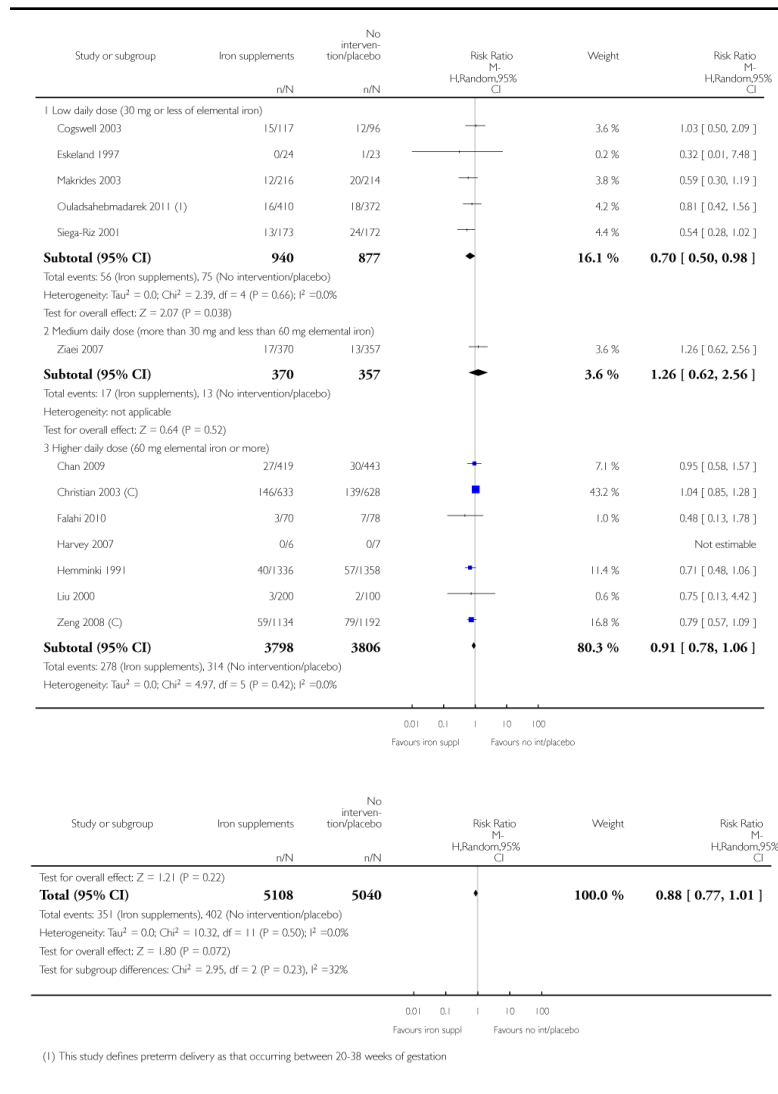 Study or subgroup Iron supplements No interven-tion/placebo Risk Ratio Weight Risk Ratio
n/N n/N M-H,Random,95% CI M-H,Random,95% CI
1 Low daily dose (30 mg or less of elemental iron)
Cogswell 2003 15/117 12/96 3.6 % 1.03 [ 0.50, 2.09 ]
Eskeland 1997 0/24 1/23 0.2 % 0.32 [ 0.01, 7.48 ]
Makrides 2003 12/216 20/214 3.8 % 0.59 [ 0.30, 1.19 ]
Ouladsahebmadarek 2011 (1) 16/410 18/372 4.2 % 0.81 [ 0.42, 1.56 ]
Siega-Riz 2001 13/173 24/172 4.4 % 0.54 [ 0.28, 1.02 ]
Subtotal (95% CI) 940 877 16.1 % 0.70 [ 0.50, 0.98 ]
Total events: 56 (Iron supplements), 75 (No intervention/placebo)
Heterogeneity: Tau² = 0.0; Chi² = 2.39, df = 4 (P = 0.66); I² =0.0%
Test for overall effect: Z = 2.07 (P = 0.038)
2 Medium daily dose (more than 30 mg and less than 60 mg elemental iron)
Ziaei 2007 17/370 13/357 3.6 % 1.26 [ 0.62, 2.56 ]
Subtotal (95% CI) 370 357 3.6 % 1.26 [ 0.62, 2.56 ]
Total events: 17 (Iron supplements), 13 (No intervention/placebo)
Heterogeneity: not applicable
Test for overall effect: Z = 0.64 (P = 0.52)
3 Higher daily dose (60 mg elemental iron or more)
Chan 2009 27/419 30/443 7.1 % 0.95 [ 0.58, 1.57 ]
Christian 2003 (C) 146/633 139/628 43.2 % 1.04 [ 0.85, 1.28 ]
Falahi 2010 3/70 7/78 1.0 % 0.48 [ 0.13, 1.78 ]
Harvey 2007 0/6 0/7 Not estimable
Hemminki 1991 40/1336 57/1358 11.4 % 0.71 [ 0.48, 1.06 ]
Liu 2000 3/200 2/100 0.6 % 0.75 [ 0.13, 4.42 ]
Zeng 2008 (C) 59/1134 79/1192 16.8 % 0.79 [ 0.57, 1.09 ]
Subtotal (95% CI) 3798 3806 80.3 % 0.91 [ 0.78, 1.06 ]
Total events: 278 (Iron supplements), 314 (No intervention/placebo)
Heterogeneity: Tau² = 0.0; Chi² = 4.97, df = 5 (P = 0.42); I² =0.0%
0.01 0.1 1 10 100
Favours iron suppl Favours no int/placebo
Study or subgroup Iron supplements No interven-tion/placebo Risk Ratio Weight Risk Ratio
n/N n/N M-H,Random,95% CI M-H,Random,95% CI
Test for overall effect: Z = 1.21 (P = 0.22)
Total (95% CI) 5108 5040 100.0 % 0.88 [ 0.77, 1.01 ]
Total events: 351 (Iron supplements), 402 (No intervention/placebo)
Heterogeneity: Tau² = 0.0; Chi² = 10.32, df = 11 (P = 0.50); I² =0.0%
Test for overall effect: Z = 1.80 (P = 0.072)
Test for subgroup differences: Chi² = 2.95, df = 2 (P = 0.23), I² =32%
0.01 0.1 1 10 100
Favours iron suppl Favours no int/placebo
(1) This study defines preterm delivery as that occurring between 20-38 weeks of gestation